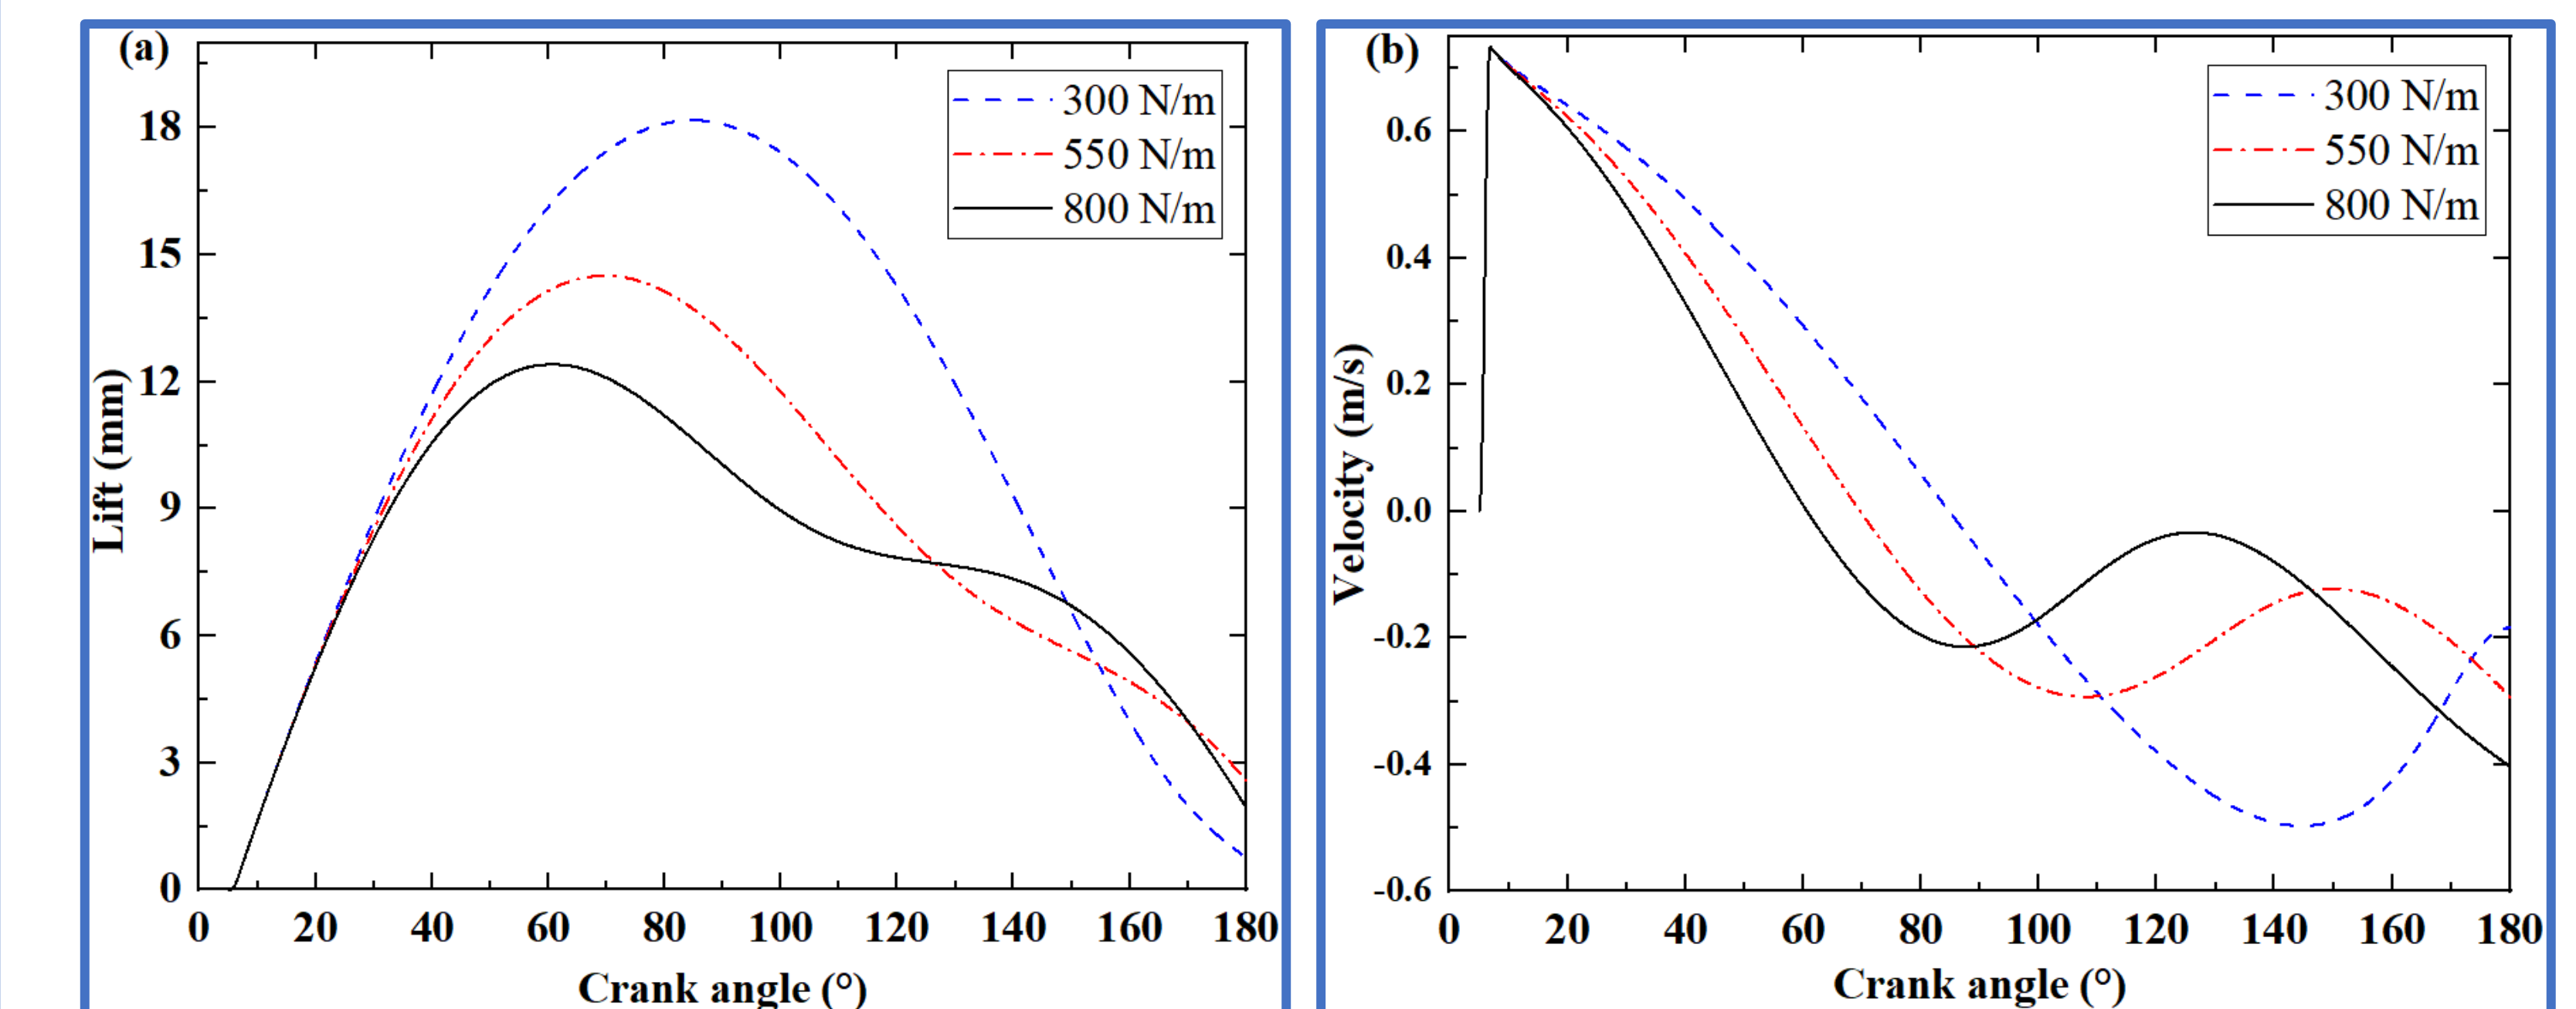 (a)
300 N/m
550 N/m
800 N/m
18
15
12
9
6
3
0
Lift (mm)
0 20 40 60 80 100 120 140 160 180
Crank angle (°)
(b)
300 N/m
550 N/m
800 N/m
0.6
0.4
0.2
0.0
-0.2
-0.4
-0.6
Velocity (m/s)
0 20 40 60 80 100 120 140 160 180
Crank angle (°)